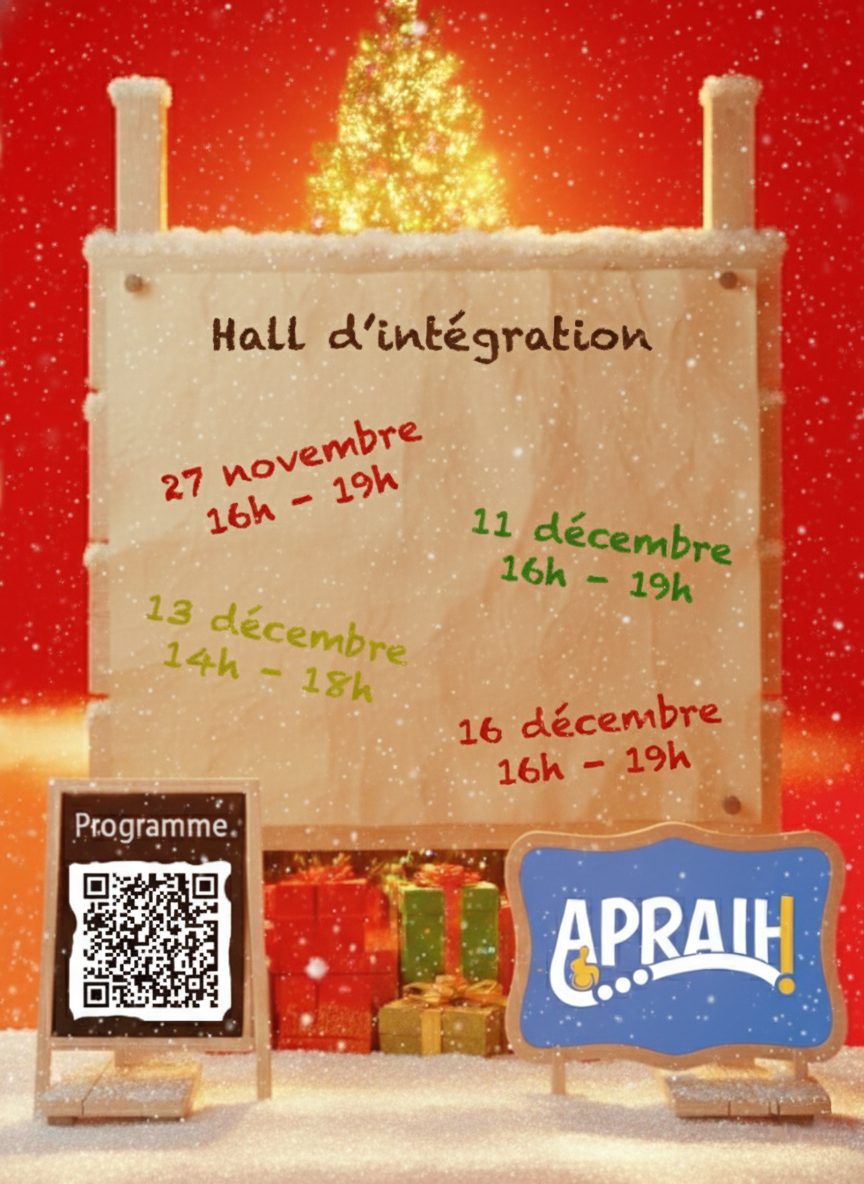 Hall d'intégration
27 novembre
16h - 19h
11 décembre
16h - 19h
13 décembre
14h - 18h
16 décembre
16h - 19h
Programme
APRAIH!